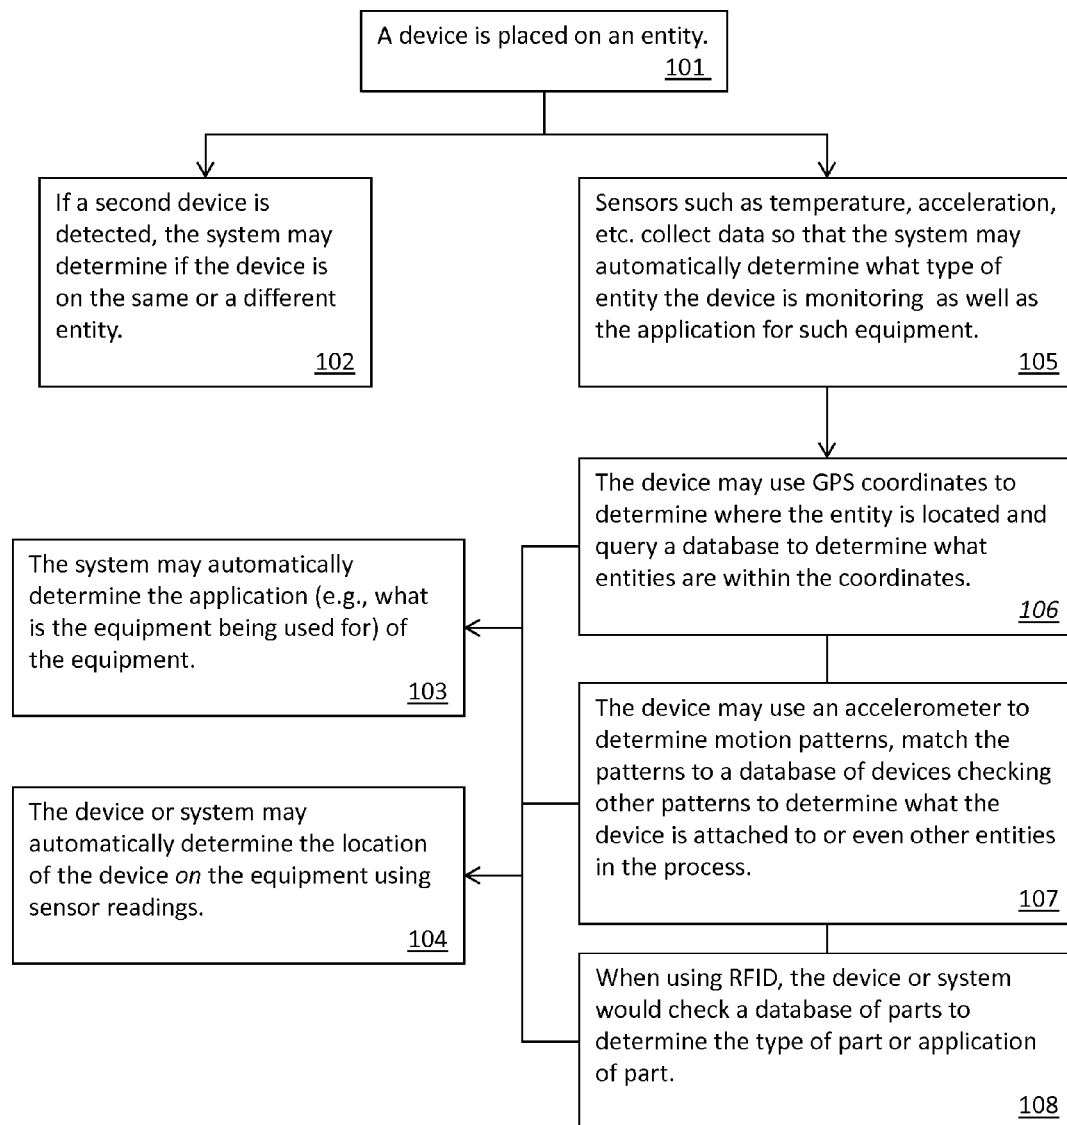 A device is placed on an entity.
101
If a second device is
detected, the system may
determine if the device is
on the same or a different
entity.
102
Sensors such as temperature, acceleration,
etc. collect data so that the system may
automatically determine what type of
entity the device is monitoring as well as
the application for such equipment.
105
The device may use GPS coordinates to
determine where the entity is located and
query a database to determine what
entities are within the coordinates.
106
The system may automatically
determine the application (e.g., what
is the equipment being used for) of
the equipment.
103
The device may use an accelerometer to
determine motion patterns, match the
patterns to a database of devices checking
other patterns to determine what the
device is attached to or even other entities
in the process.
107
The device or system may
automatically determine the location
of the device on the equipment using
sensor readings.
104
When using RFID, the device or system
would check a database of parts to
determine the type of part or application
of part.
108